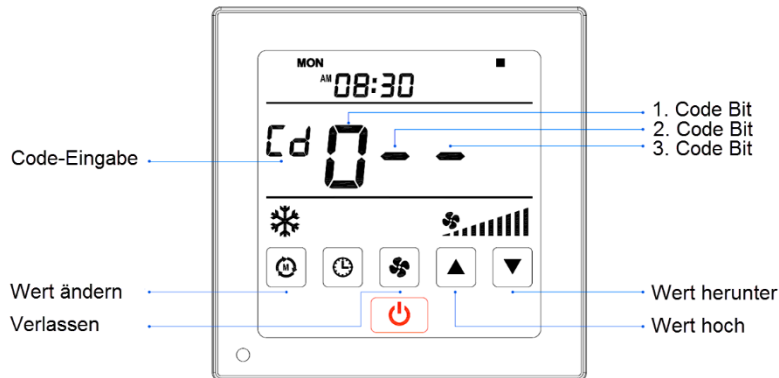 MON
AM 08:30
1. Code Bit
2. Code Bit
3. Code Bit
Cd 0 - -
Code-Eingabe
M
Wert ändern
Verlassen
Wert herunter
Wert hoch